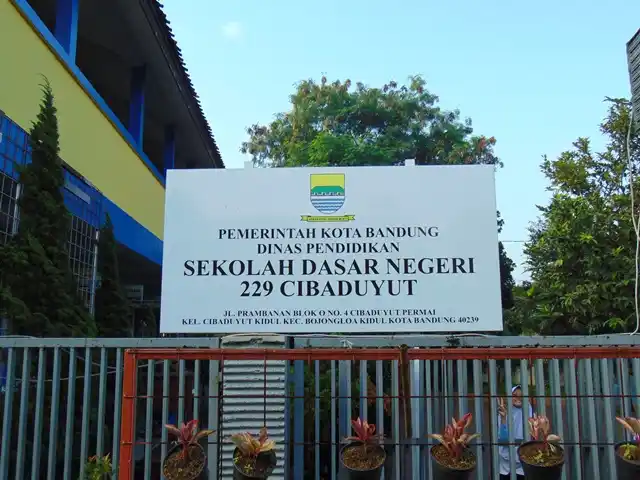 PEMERINTAH KOTA BANDUNG
DINAS PENDIDIKAN
SEKOLAH DASAR NEGERI
229 CIBADUYUT
JL. PRAMBANAN BLOK O NO. 4 CIBADUYUT PERMAI
KEL. CIBADUYUT KIDUL KEC. BOJONGLOA KIDUL KOTA BANDUNG 40239